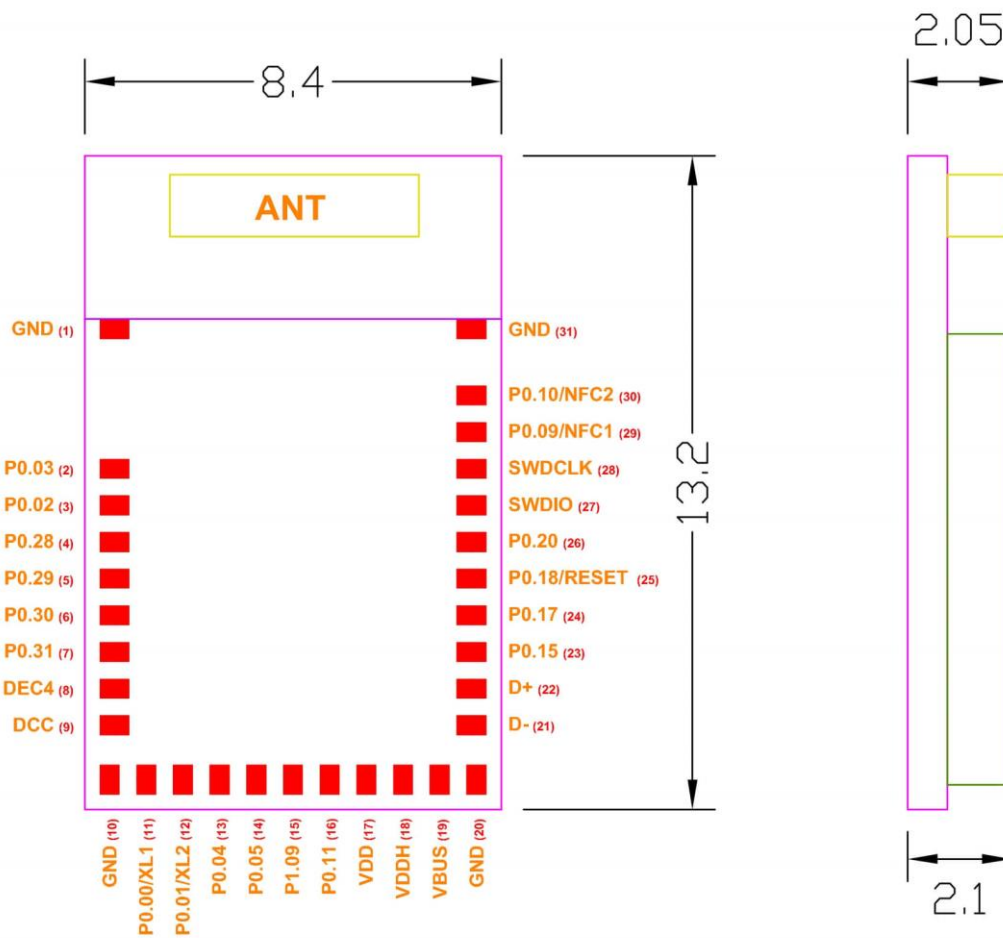 2.05
8.4
ANT
GND (1)
GND (31)
P0.10/NFC2 (30)
P0.09/NFC1 (29)
P0.03 (2)
SWDCLK (28)
P0.02 (3)
SWDIO (27)
13.2
P0.28 (4)
P0.20 (26)
P0.29 (5)
P0.18/RESET (25)
P0.30 (6)
P0.17 (24)
P0.31 (7)
P0.15 (23)
DEC4 (8)
D+ (22)
DCC (9)
D- (21)
GND (10)
P0.00/XL1 (11)
P0.01/XL2 (12)
P0.04 (13)
P0.05 (14)
P1.09 (15)
P0.11 (16)
VDD (17)
VDDH (18)
VBUS (19)
GND (20)
2.1